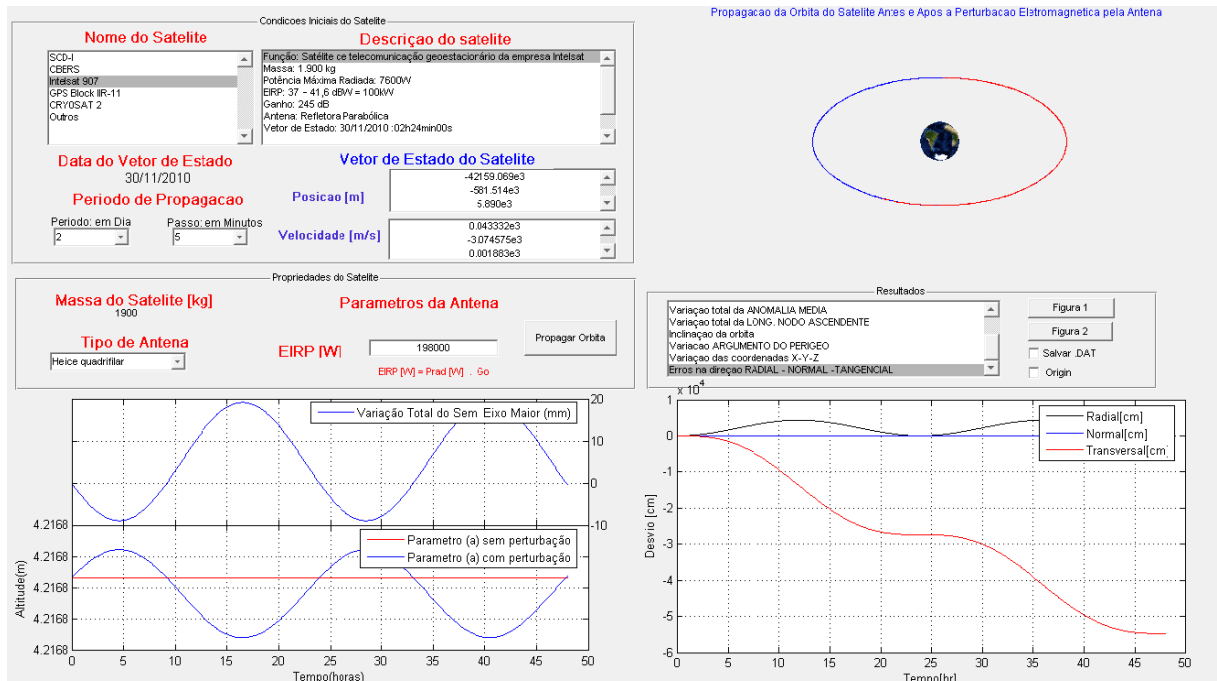 Propagacao da Orbita do Satelite Antes e Apos a Perturbacao Eletromagnetica pela Antena
Condicoes Iniciais do Satelite
Nome do Satelite
SCD-I
CBERS
Intelsat 907
GPS Block IIR-11
CRYOSAT 2
Outros
Descriçao do satelite
Função: Satélite ce telecomunicação geoestaciorário da empresa Intelsat
Massa: 1.900 kg
Potência Máxima Radiada: 7600W
EIRP: 37 - 41,6 dBW = 100kW
Ganho: 245 dB
Antena: Refletora Parabólica
Vetor de Estado: 30/11/2010 :02h24min00s
Data do Vetor de Estado
30/11/2010
Periodo de Propagacao
Periodo: em Dia
2
Passo: em Minutos
5
Vetor de Estado do Satelite
Posicao [m]
-42159.069e3
-581.514e3
5.890e3
Velocidade [m/s]
0.043332e3
-3.074575e3
0.001883e3
Propriedades do Satelite
Massa do Satelite [kg]
1900
Tipo de Antena
Heice quadrifilar
Parametros da Antena
EIRP [W]
198000
EIRP [W] = Prad [W] . Go
Propagar Orbita
Resultados
Variaçao total da ANOMALIA MEDIA
Variaçao total da LONG. NODO ASCENDENTE
Inclinaçao da orbita
Variacao ARGUMENTO DO PERIGEO
Variaçao das coordenadas X-Y-Z
Erros na direçao RADIAL - NORMAL -TANGENCIAL
Figura 1
Figura 2
Salvar .DAT
Origin
Variação Total do Semi Eixo Maior (mm)
20
10
0
-10
4.2168
4.2168
4.2168
4.2168
4.2168
Altitude(m)
Parametro (a) sem perturbação
Parametro (a) com perturbação
0 5 10 15 20 25 30 35 40 45 50
Tempo(horas)
x 10^4
1
0
-1
-2
-3
-4
-5
-6
Desvio [cm]
Radial[cm]
Normal[cm]
Transversal[cm]
0 5 10 15 20 25 30 35 40 45 50
Tempo[hr]